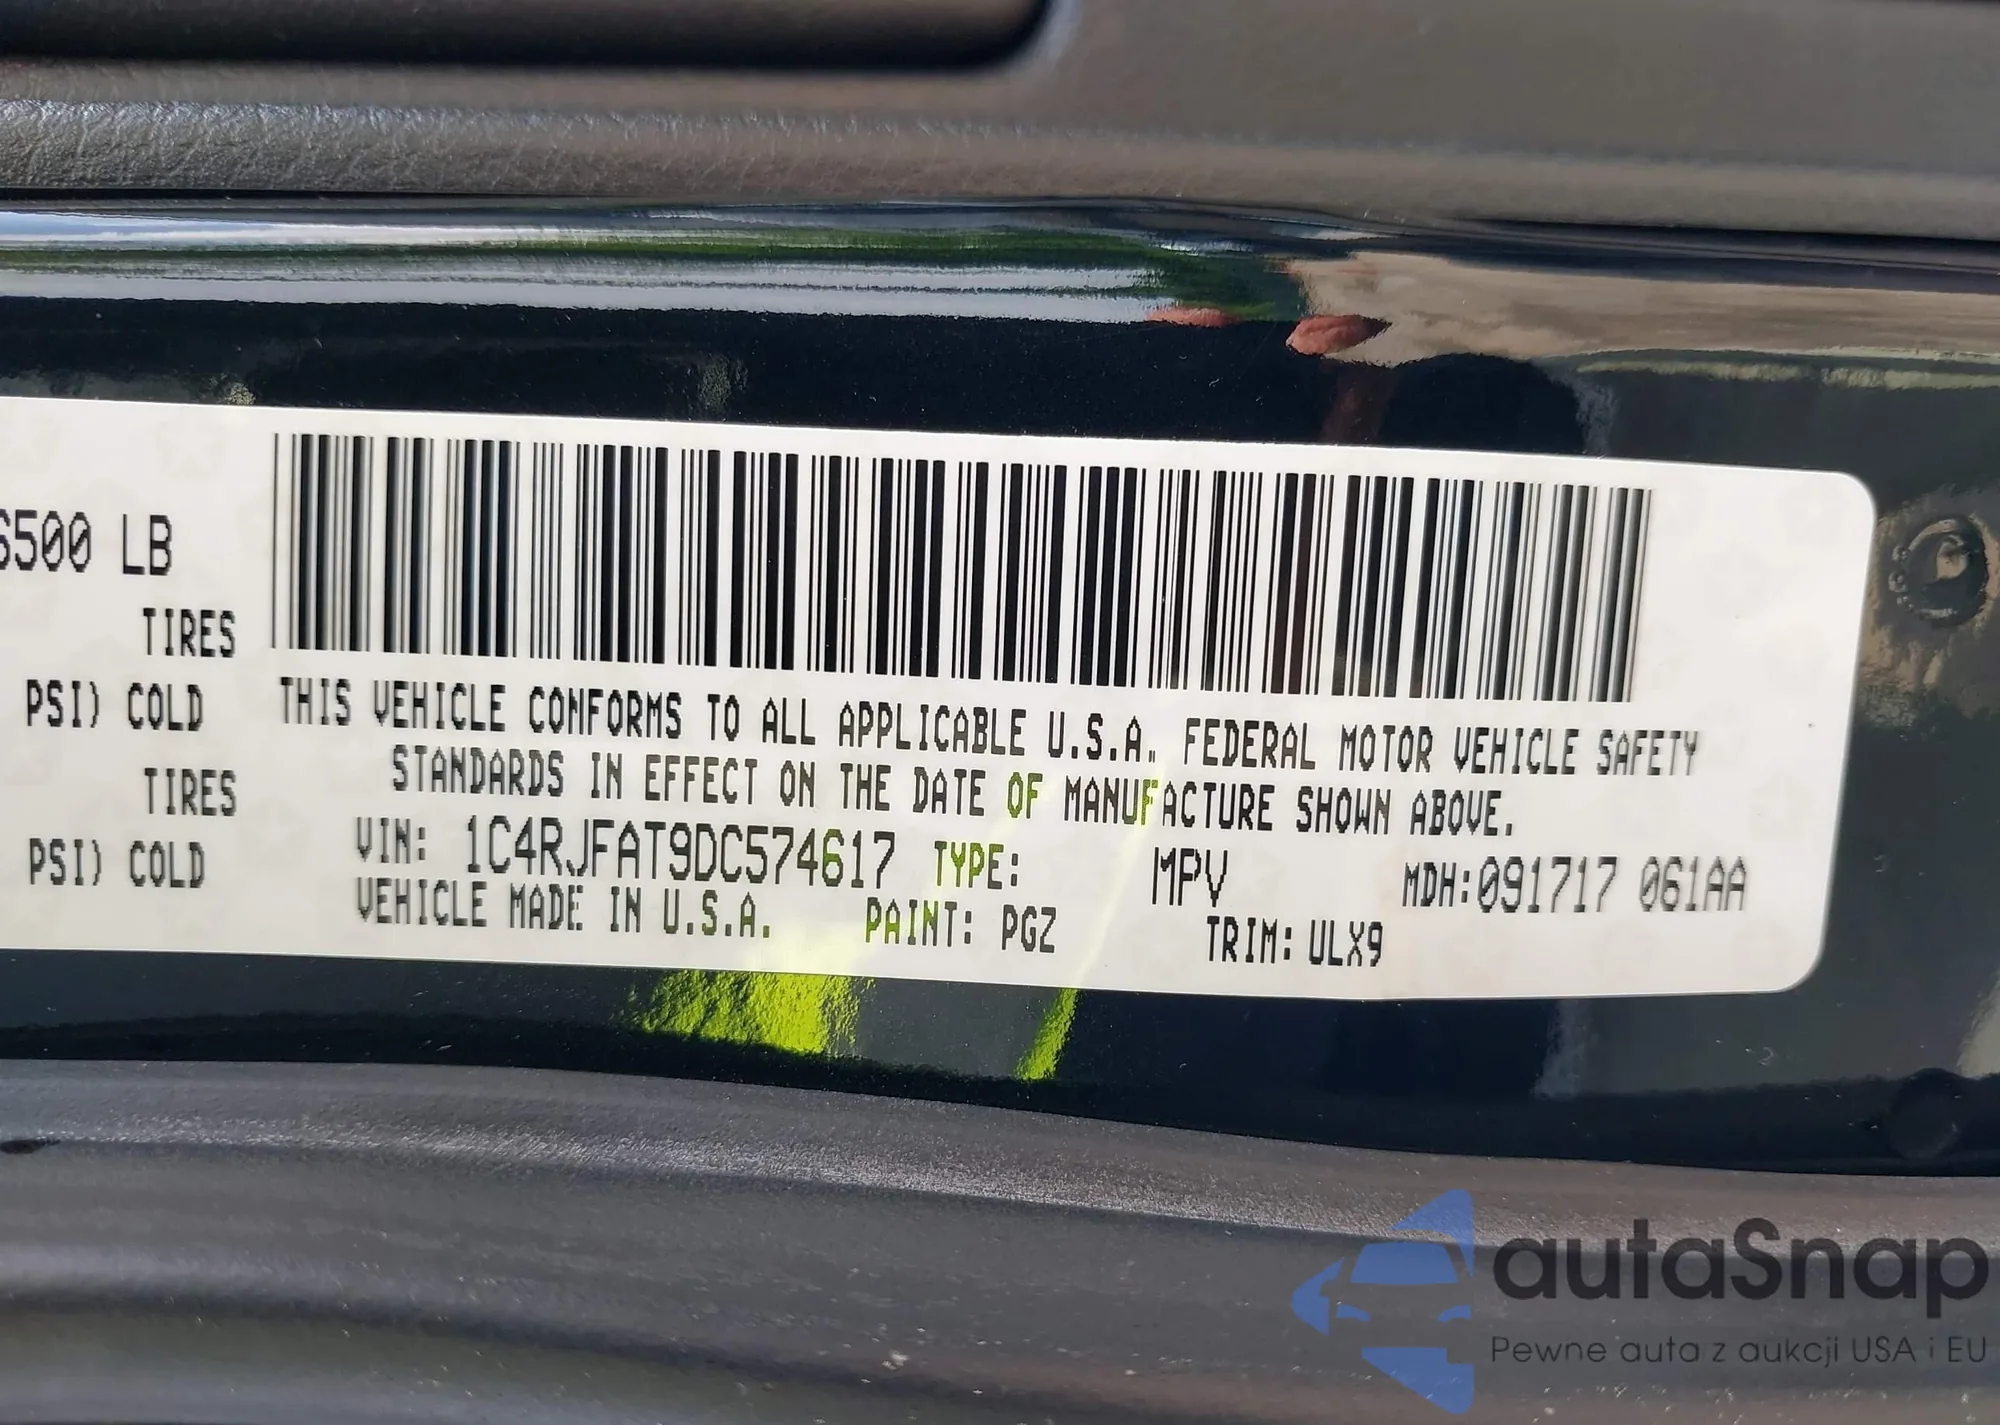 6500 LB
TIRES
PSI) COLD
TIRES
PSI) COLD
THIS VEHICLE CONFORMS TO ALL APPLICABLE U.S.A. FEDERAL MOTOR VEHICLE SAFETY
STANDARDS IN EFFECT ON THE DATE OF MANUFACTURE SHOWN ABOVE.
VIN: 1C4RJFAT9DC574617 TYPE: MPV MDH:091717 061AA
VEHICLE MADE IN U.S.A. PAINT: PGZ TRIM: ULX9
autaSnap
Pewne auta z aukcji USA i EU